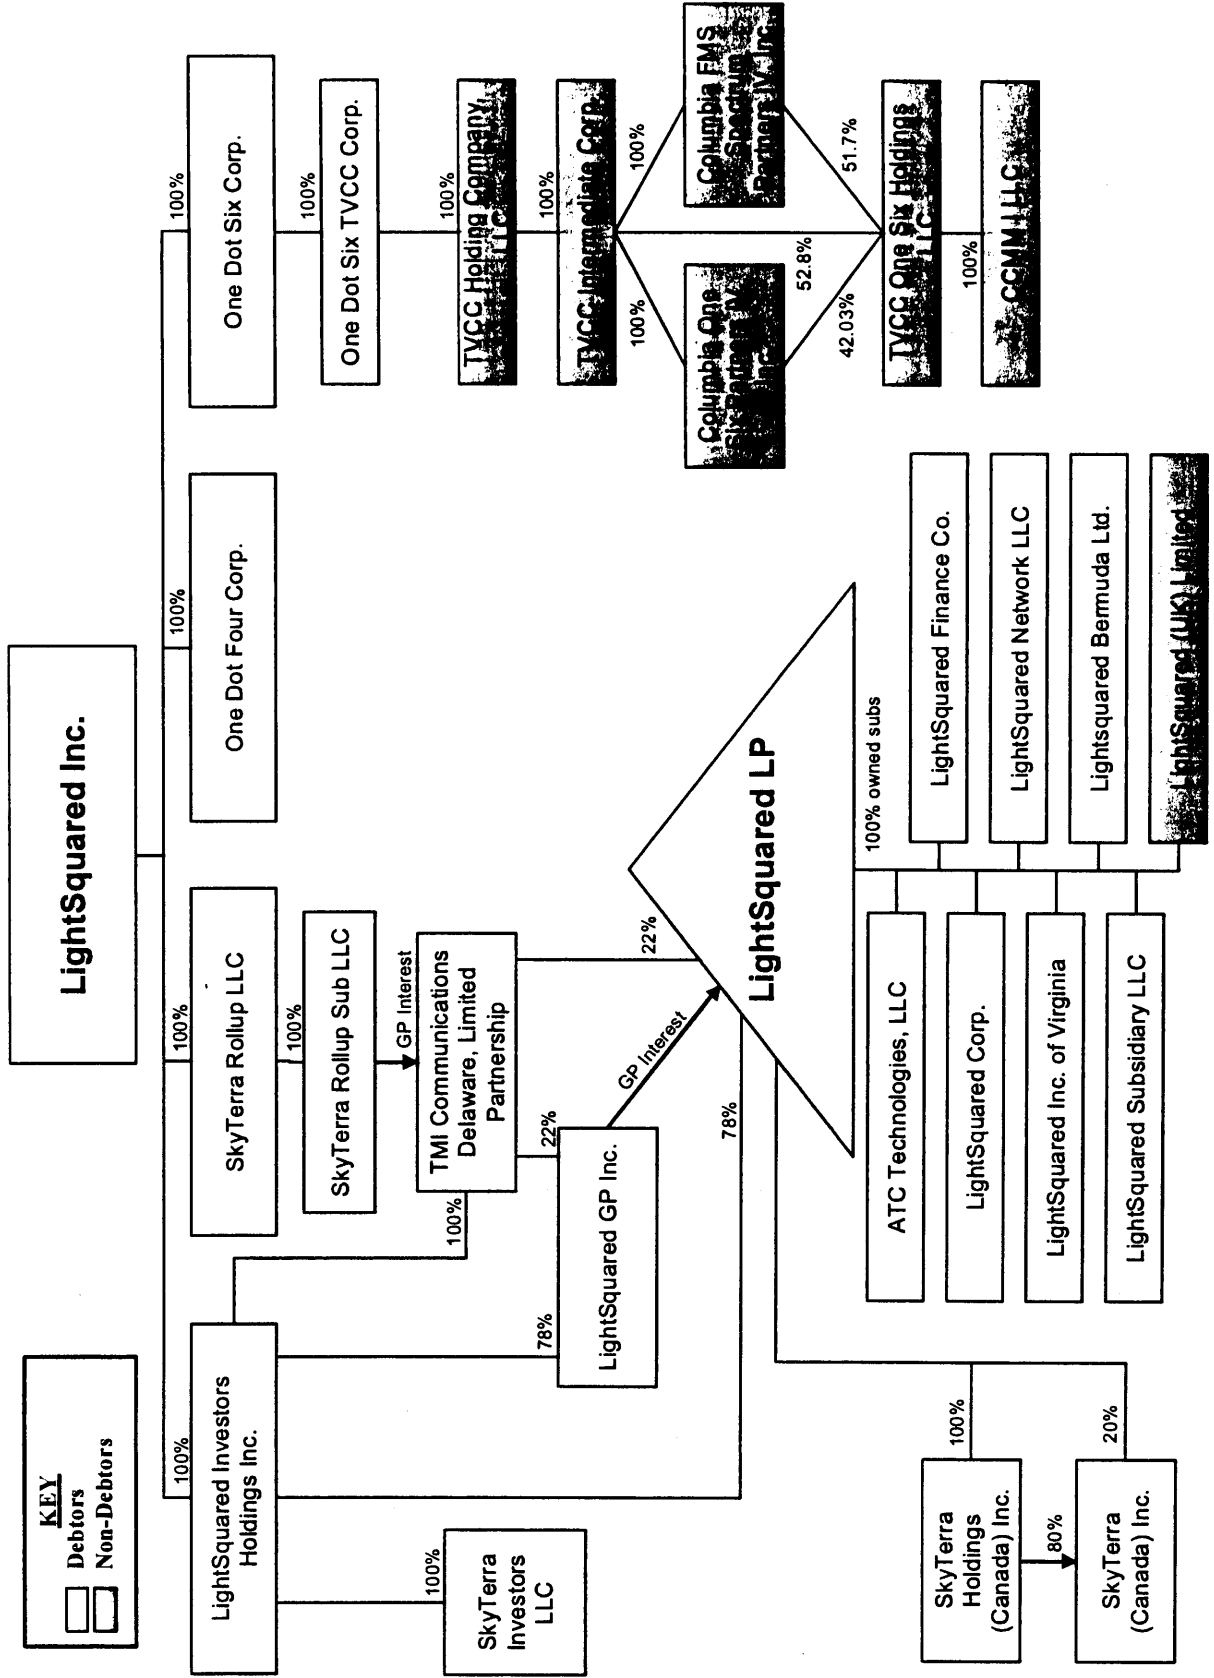 LightSquared Inc.
KEY
Debtors
Non-Debtors
100%
100%
100%
100%
LightSquared Investors
Holdings Inc.
SkyTerra Rollup LLC
One Dot Four Corp.
One Dot Six Corp.
100%
SkyTerra
Investors
LLC
100%
SkyTerra Rollup Sub LLC
GP Interest
100%
TMI Communications
Delaware, Limited
Partnership
78%
22%
LightSquared GP Inc.
GP Interest
22%
78%
LightSquared LP
100%
One Dot Six TVCC Corp.
100%
TVCC Holding Company,
LLC
100%
TVCC Intermediate Corp.
100%
100%
Columbia One
Six Partners IV,
Inc.
Columbia FMS
Spectrum
Partners IV, Inc.
52.8%
42.03%
51.7%
TVCC One Six Holdings
LLC
100%
CCMM I LLC
100% owned subs
ATC Technologies, LLC
LightSquared Corp.
LightSquared Inc. of Virginia
LightSquared Subsidiary LLC
LightSquared Finance Co.
LightSquared Network LLC
Lightsquared Bermuda Ltd.
LightSquared (UK) Limited
100%
SkyTerra
Holdings
(Canada) Inc.
80%
20%
SkyTerra
(Canada) Inc.